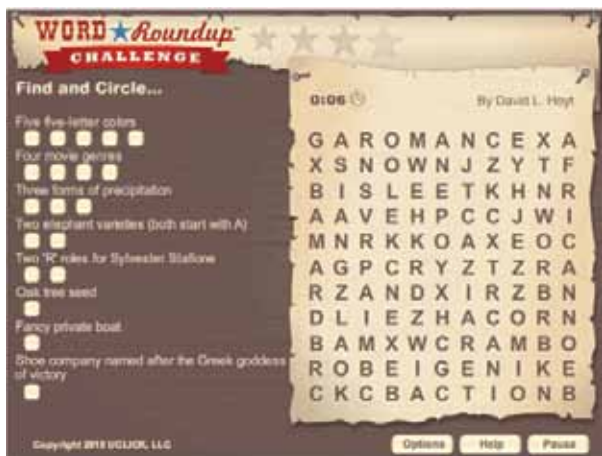 WORD Roundup
CHALLENGE
Find and Circle...
Five five-letter colors
Four movie genres
Three forms of precipitation
Two elephant varieties (both start with A)
Two "R" roles for Sylvester Stallone
Oak tree seed
Fancy private boat
Shoe company named after the Greek goddess
of victory
0:06
By David L. Hoyt
G A R O M A N C E X A
X S N O W N J Z Y T F
B I S L E E T K H N R
A A V E H P C C J W I
M N R K K O A X E O C
A G P C R Y Z T Z R A
R Z A N D X I R Z B N
D L I E Z H A C O R N
B A M X W C R A M B O
R O B E I G E N I K E
C K C B A C T I O N B
Copyright 2010 UCLICK, LLC
Options
Help
Pause